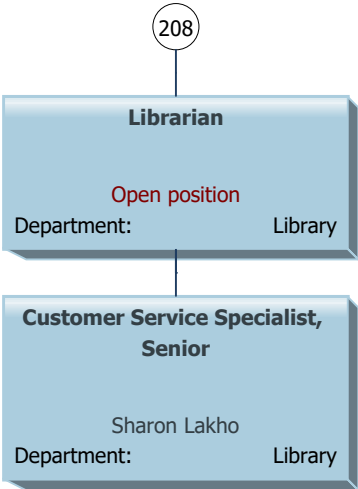 208
Librarian
Open position
Department: Library
Customer Service Specialist,
Senior
Sharon Lakho
Department: Library